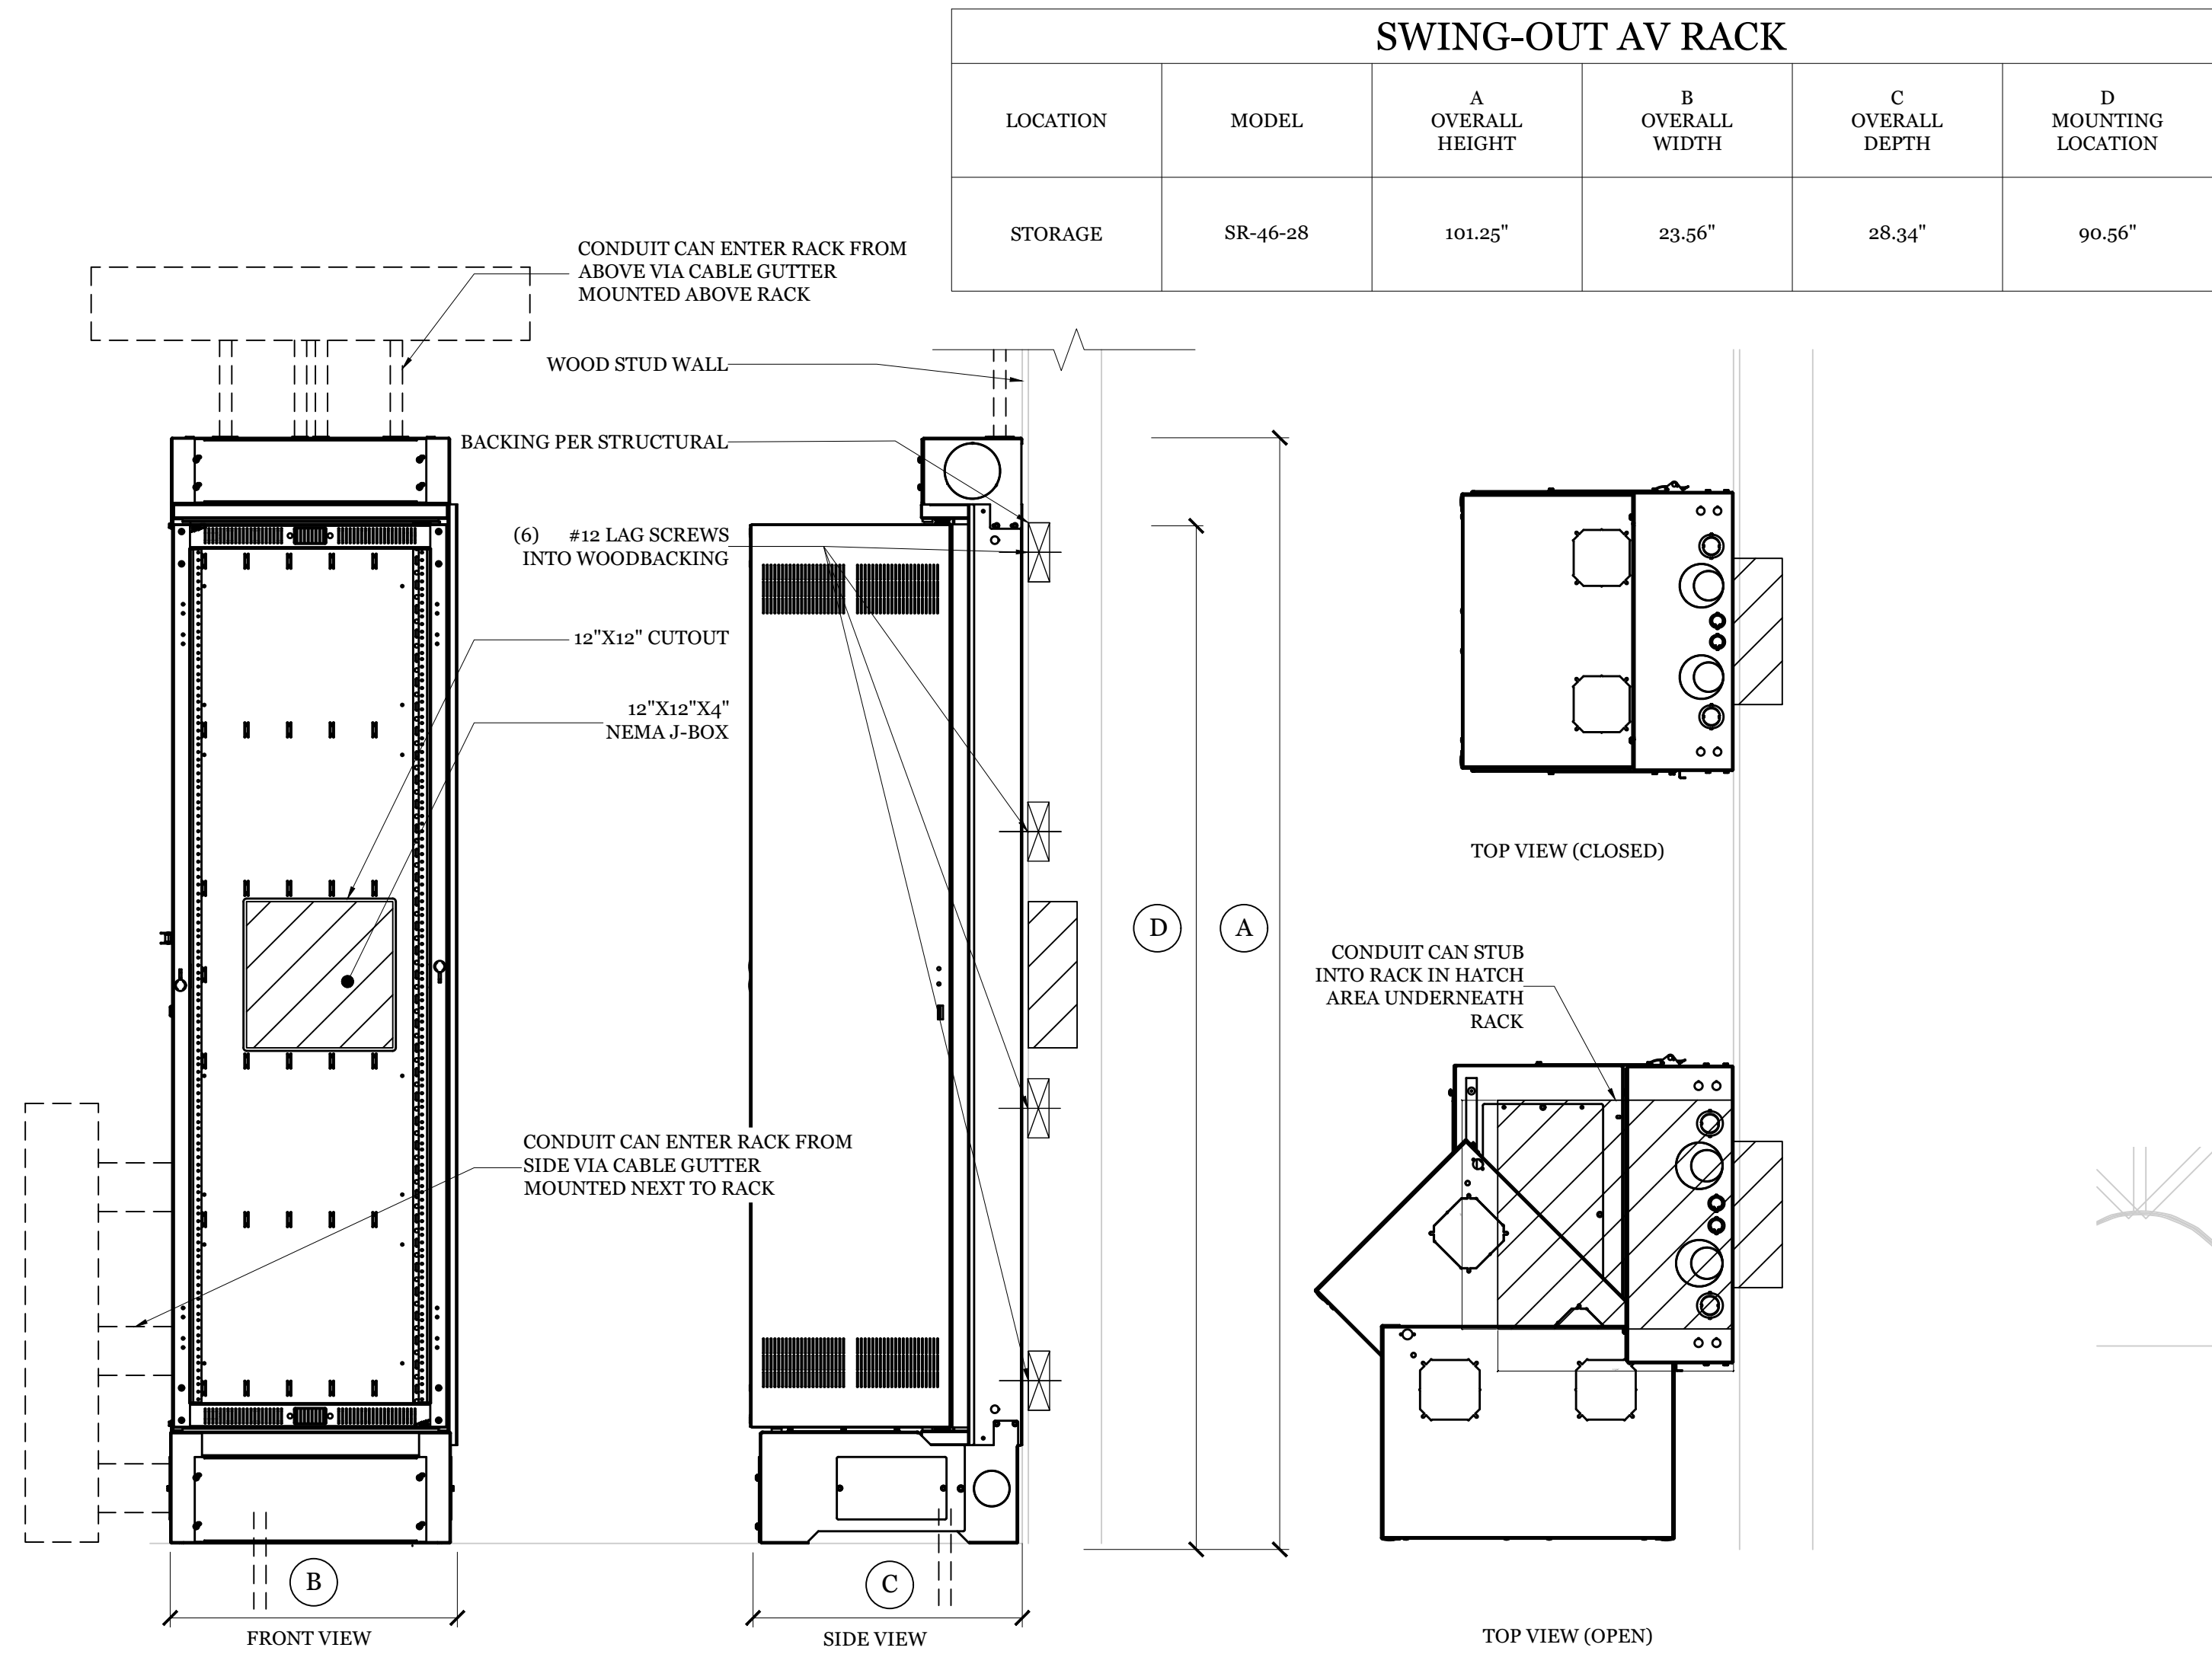 SWING-OUT AV RACK
LOCATION
MODEL
A
OVERALL
HEIGHT
B
OVERALL
WIDTH
C
OVERALL
DEPTH
D
MOUNTING
LOCATION
STORAGE
SR-46-28
101.25"
23.56"
28.34"
90.56"
CONDUIT CAN ENTER RACK FROM
ABOVE VIA CABLE GUTTER
MOUNTED ABOVE RACK
WOOD STUD WALL
BACKING PER STRUCTURAL
(6) #12 LAG SCREWS
INTO WOODBACKING
12"X12" CUTOUT
12"X12"X4"
NEMA J-BOX
CONDUIT CAN ENTER RACK FROM
SIDE VIA CABLE GUTTER
MOUNTED NEXT TO RACK
D
A
TOP VIEW (CLOSED)
CONDUIT CAN STUB
INTO RACK IN HATCH
AREA UNDERNEATH
RACK
B
C
FRONT VIEW
SIDE VIEW
TOP VIEW (OPEN)